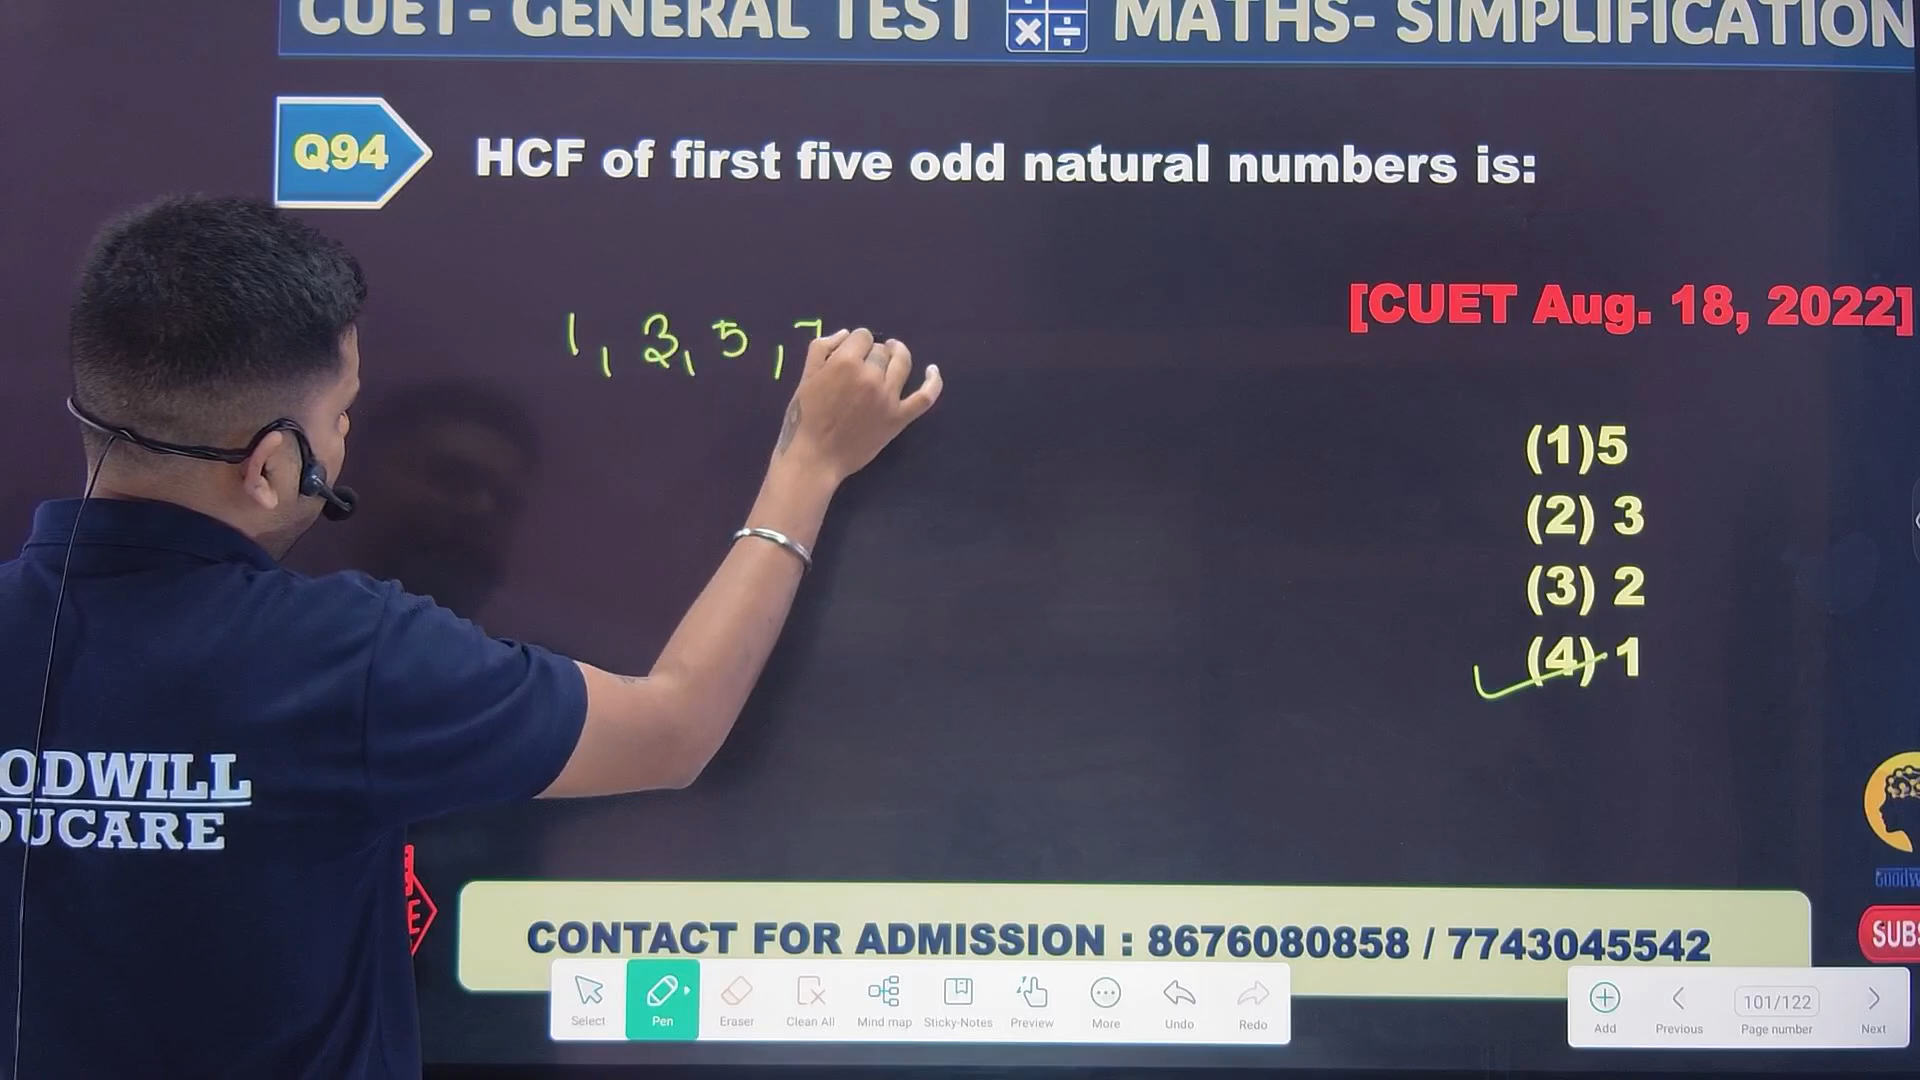 CUET- GENERAL TEST MATHS- SIMPLIFICATION
Q94 HCF of first five odd natural numbers is:
[CUET Aug. 18, 2022]
1, 3, 5, 7
(1)5
(2) 3
(3) 2
(4) 1
ODWILL
DUCARE
CONTACT FOR ADMISSION : 8676080858 / 7743045542
SUBS
Select Pen Eraser Clean All Mind map Sticky-Notes Preview More Undo Redo
101/122
Add Previous Page number Next